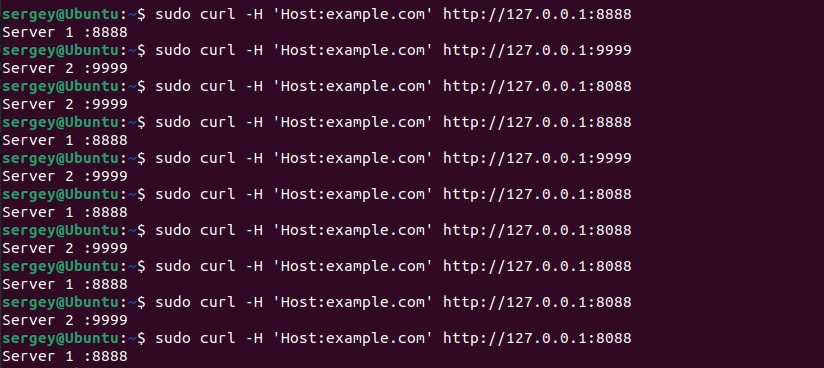 sergey@Ubuntu:~$ sudo curl -H 'Host:example.com' http://127.0.0.1:8888
Server 1 :8888
sergey@Ubuntu:~$ sudo curl -H 'Host:example.com' http://127.0.0.1:9999
Server 2 :9999
sergey@Ubuntu:~$ sudo curl -H 'Host:example.com' http://127.0.0.1:8088
Server 2 :9999
sergey@Ubuntu:~$ sudo curl -H 'Host:example.com' http://127.0.0.1:8888
Server 1 :8888
sergey@Ubuntu:~$ sudo curl -H 'Host:example.com' http://127.0.0.1:9999
Server 2 :9999
sergey@Ubuntu:~$ sudo curl -H 'Host:example.com' http://127.0.0.1:8088
Server 1 :8888
sergey@Ubuntu:~$ sudo curl -H 'Host:example.com' http://127.0.0.1:8088
Server 2 :9999
sergey@Ubuntu:~$ sudo curl -H 'Host:example.com' http://127.0.0.1:8088
Server 1 :8888
sergey@Ubuntu:~$ sudo curl -H 'Host:example.com' http://127.0.0.1:8088
Server 2 :9999
sergey@Ubuntu:~$ sudo curl -H 'Host:example.com' http://127.0.0.1:8088
Server 1 :8888